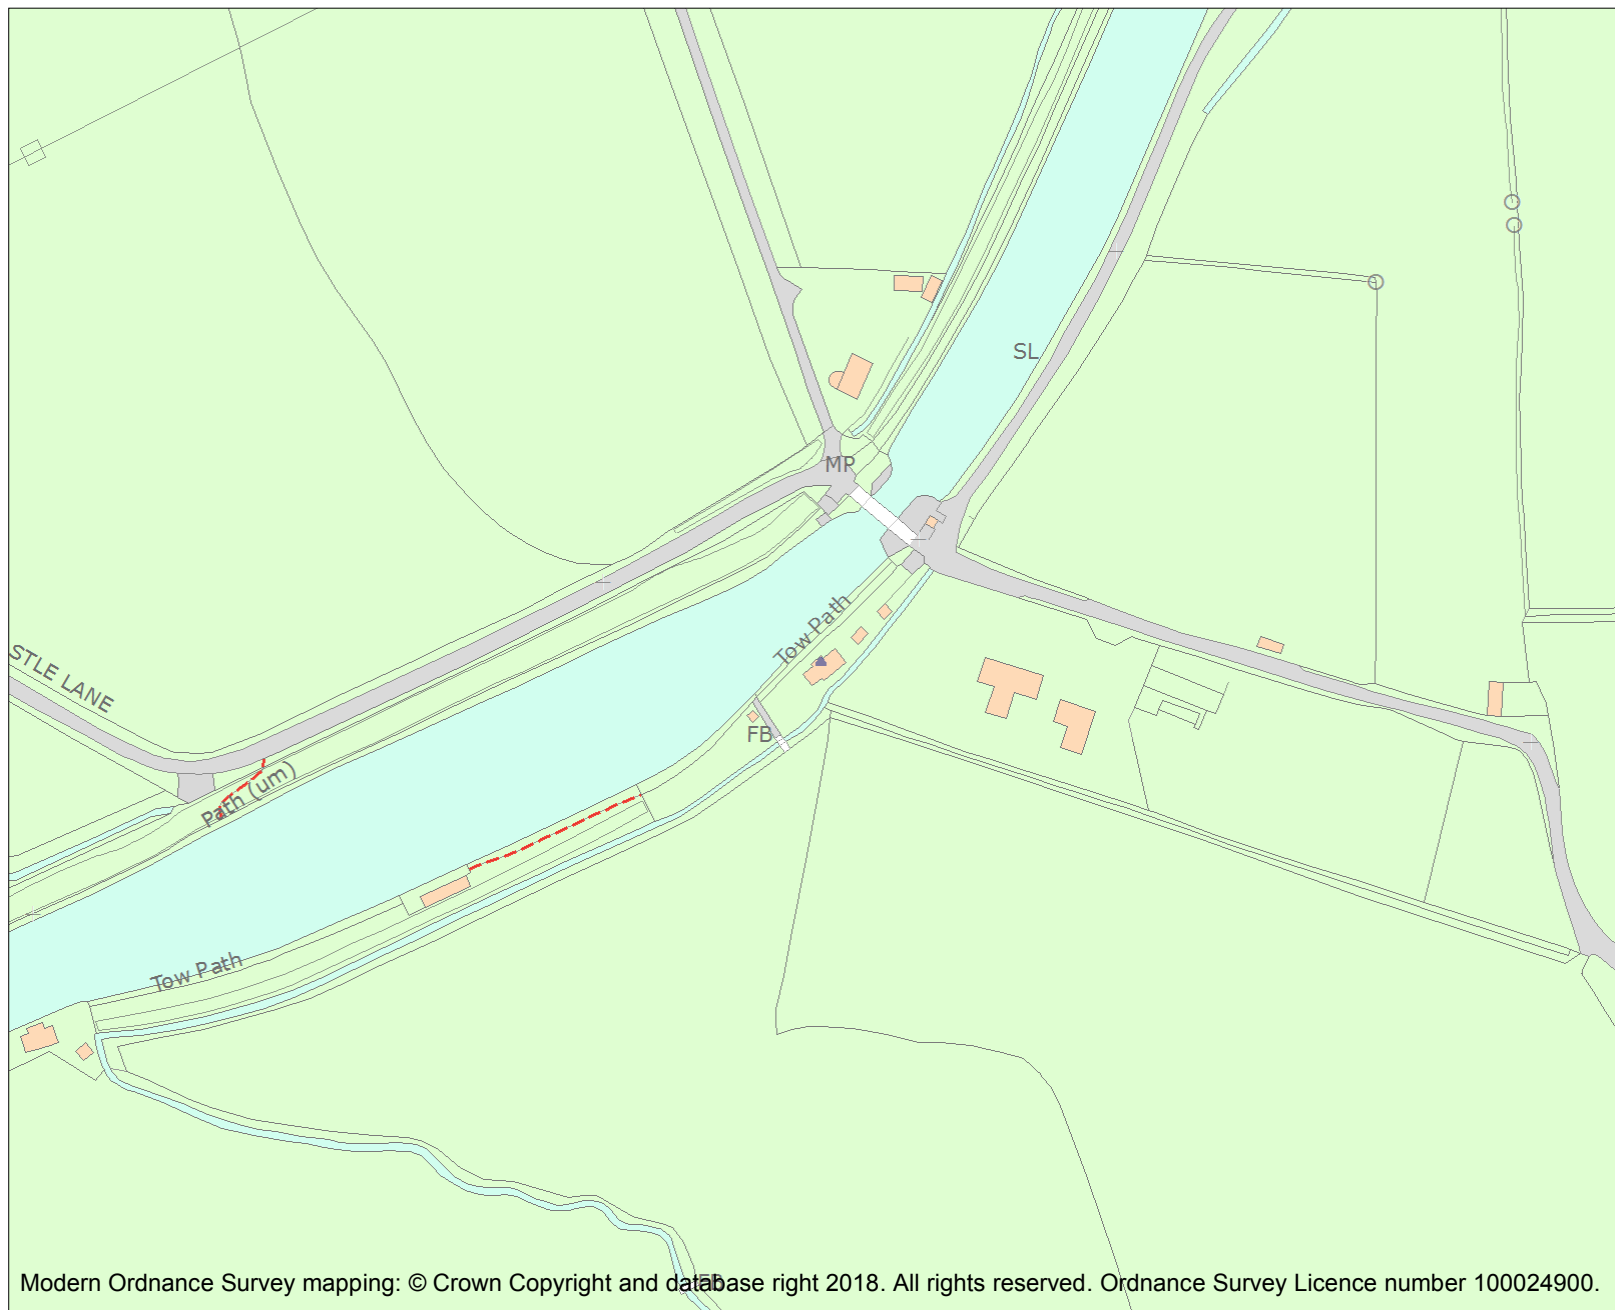 SL
MP
Tow Path
STLE LANE
FB
Path (um)
Tow Path
FB
Modern Ordnance Survey mapping: © Crown Copyright and database right 2018. All rights reserved. Ordnance Survey Licence number 100024900.